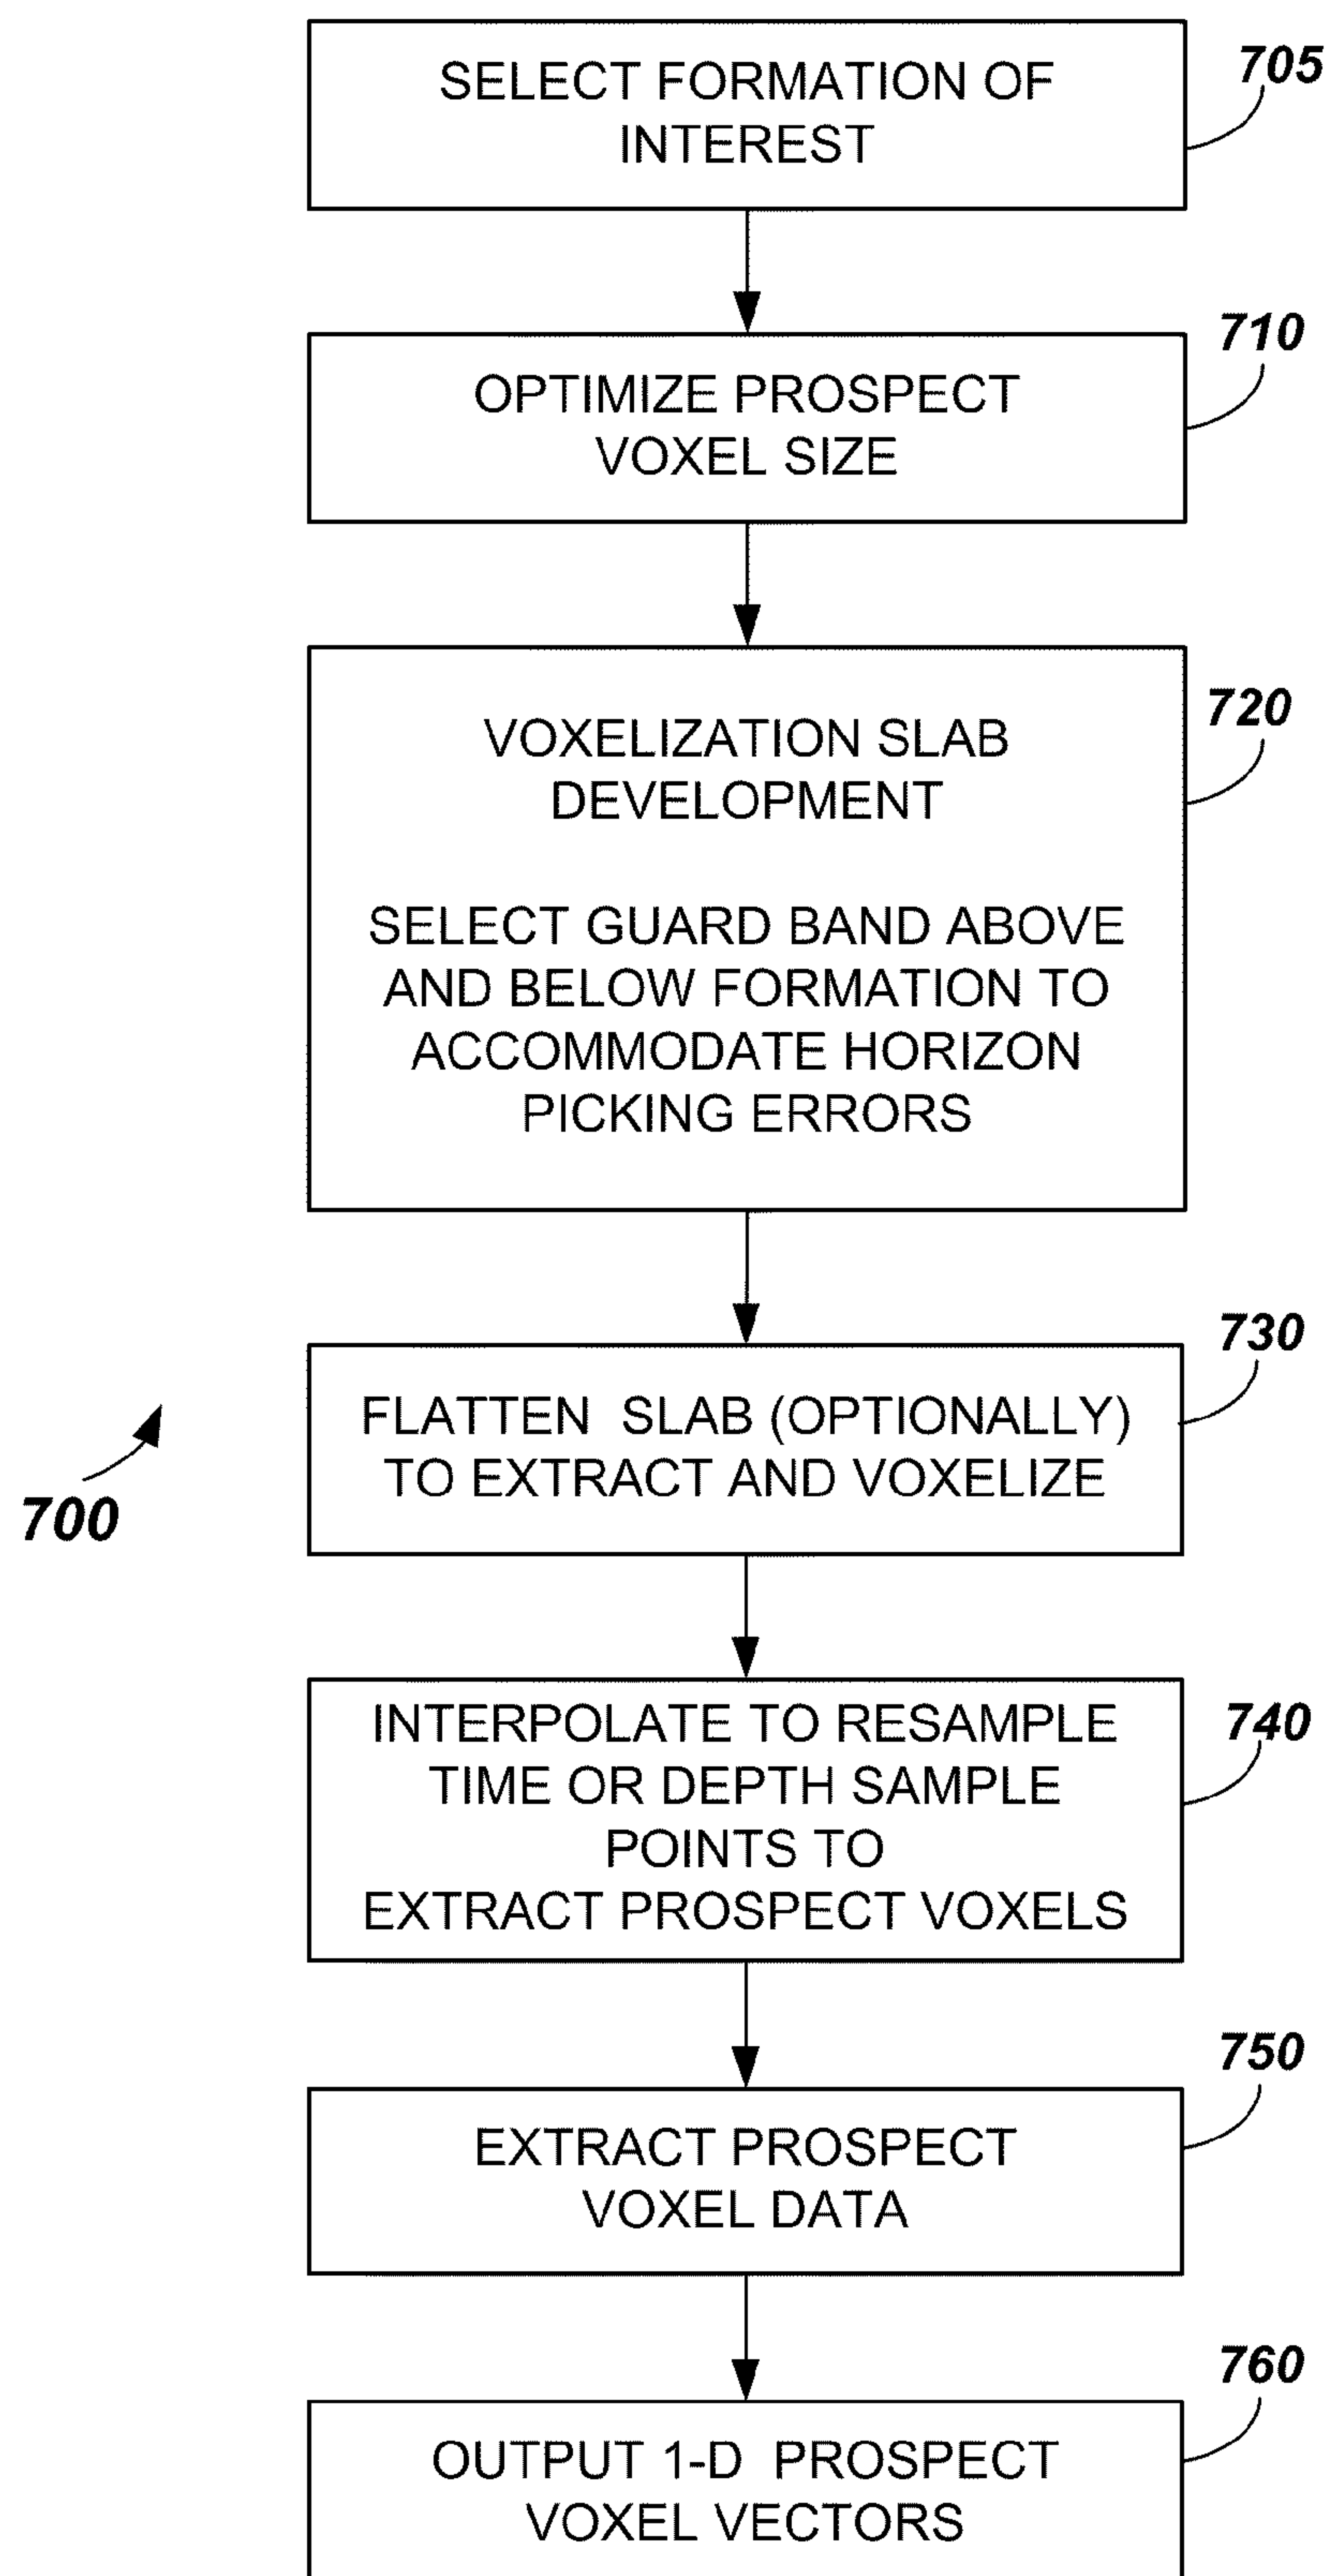 SELECT FORMATION OF
INTEREST
705
OPTIMIZE PROSPECT
VOXEL SIZE
710
VOXELIZATION SLAB
DEVELOPMENT
SELECT GUARD BAND ABOVE
AND BELOW FORMATION TO
ACCOMMODATE HORIZON
PICKING ERRORS
720
FLATTEN SLAB (OPTIONALLY)
TO EXTRACT AND VOXELIZE
730
700
INTERPOLATE TO RESAMPLE
TIME OR DEPTH SAMPLE
POINTS TO
EXTRACT PROSPECT VOXELS
740
EXTRACT PROSPECT
VOXEL DATA
750
OUTPUT 1-D PROSPECT
VOXEL VECTORS
760